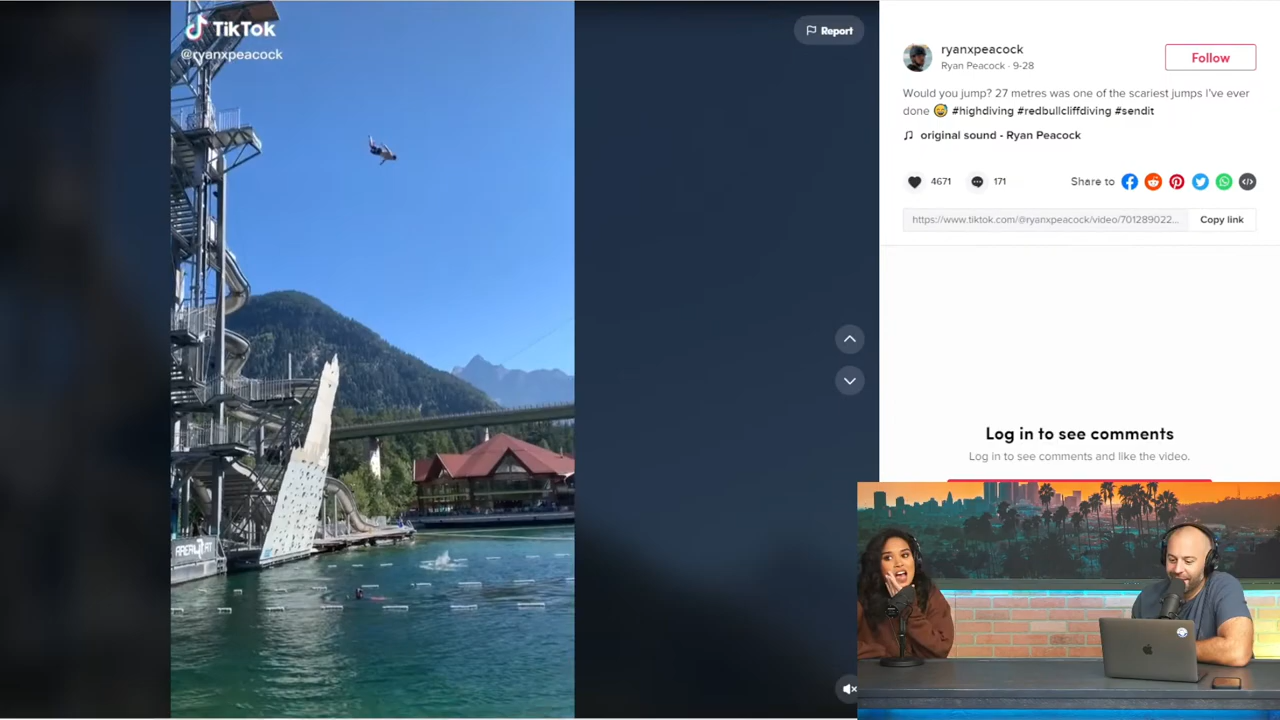 TikTok
@ryanxpeacock
Report
AREA 47.AT
ryanxpeacock
Ryan Peacock · 9-28
Follow
Would you jump? 27 metres was one of the scariest jumps I've ever
done 😅 #highdiving #redbullcliffdiving #sendit
♫ original sound - Ryan Peacock
4671
171
Share to
https://www.tiktok.com/@ryanxpeacock/video/701289022...
Copy link
Log in to see comments
Log in to see comments and like the video.